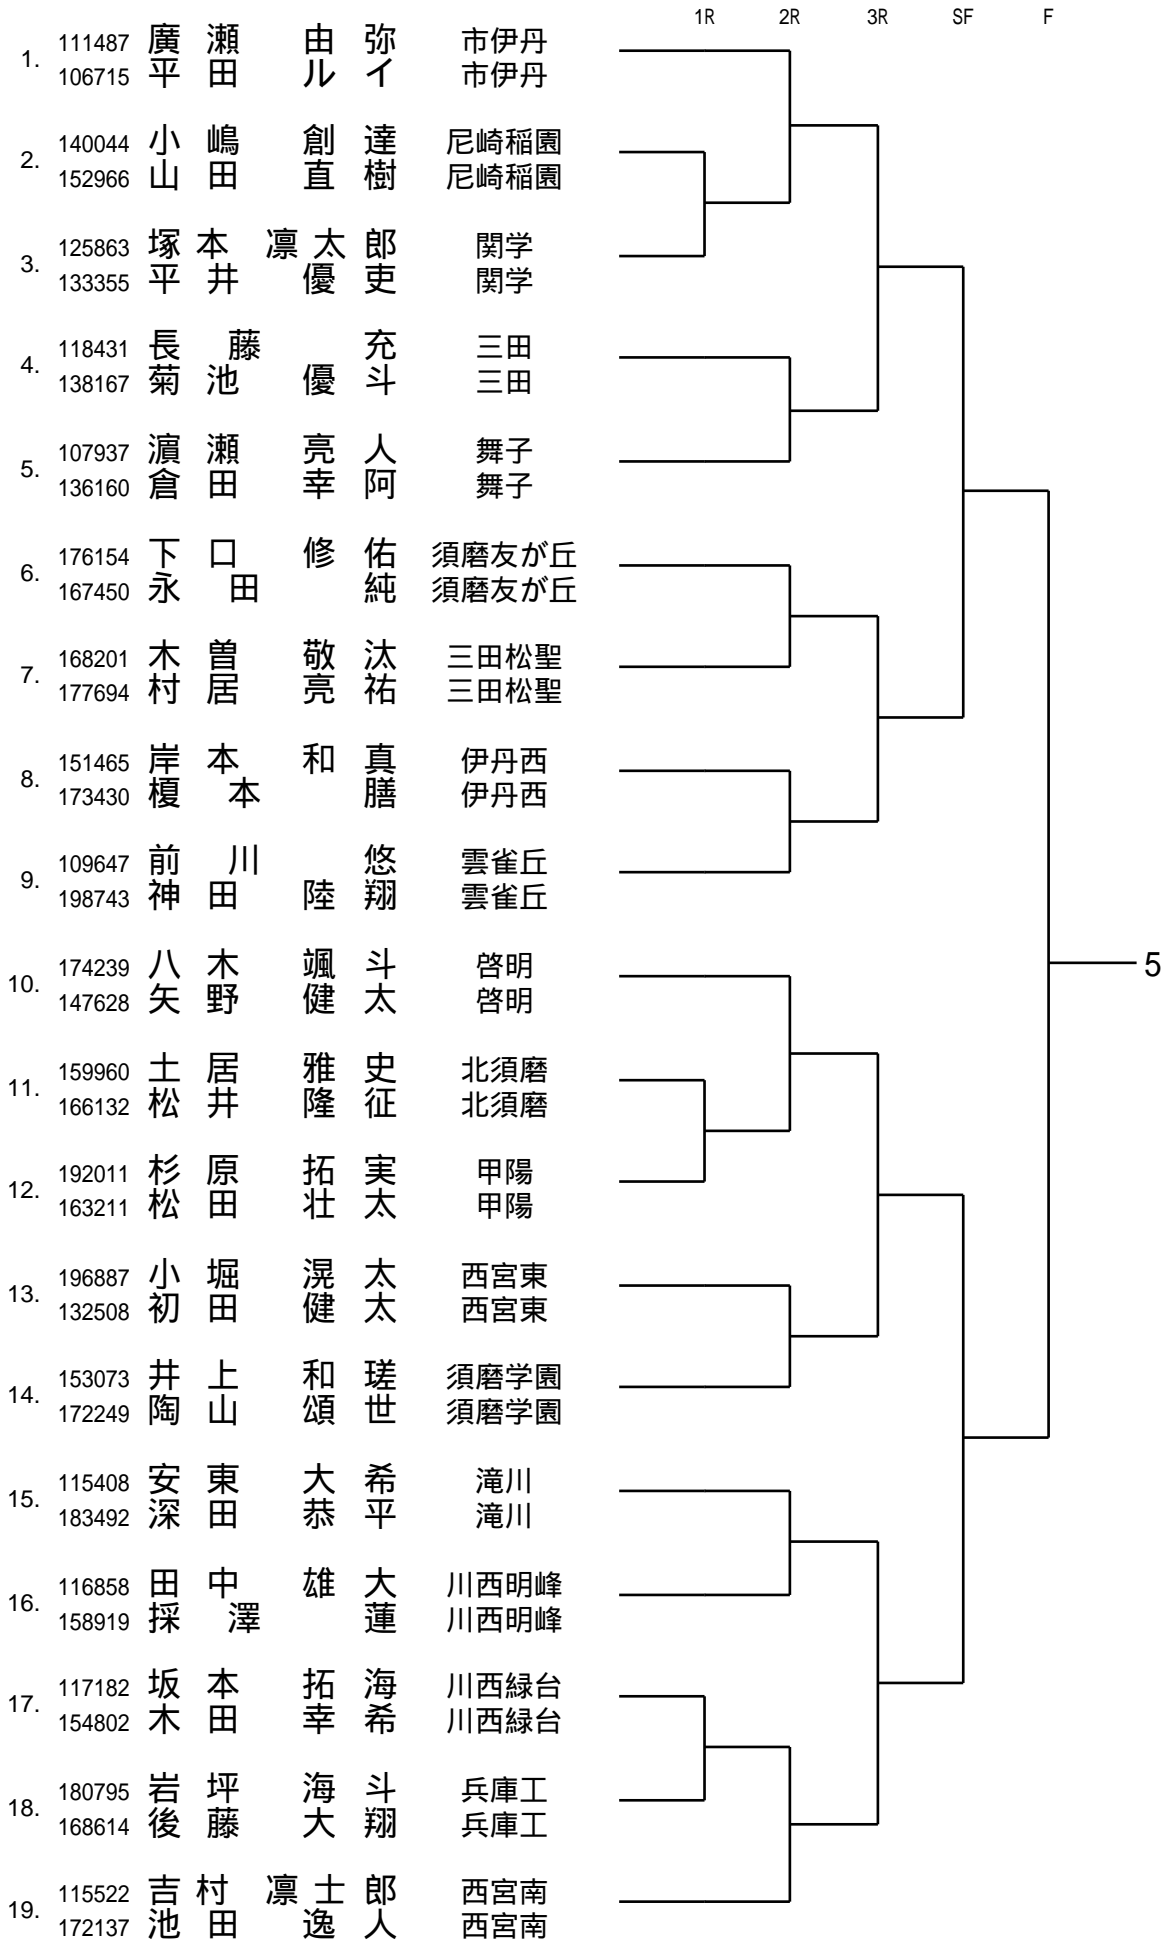 1R 2R 3R SF F
1. 111487 廣瀬 由弥 市伊丹
106715 平田 ルイ 市伊丹
2. 140044 小嶋 創達 尼崎稲園
152966 山田 直樹 尼崎稲園
3. 125863 塚本 凛太郎 関学
133355 平井 優吏 関学
4. 118431 長藤 充 三田
138167 菊池 優斗 三田
5. 107937 濵瀬 亮人 舞子
136160 倉田 幸阿 舞子
6. 176154 下口 修佑 須磨友が丘
167450 永田 純 須磨友が丘
7. 168201 木曽 敬汰 三田松聖
177694 村居 亮祐 三田松聖
8. 151465 岸本 和真 伊丹西
173430 榎本 膳 伊丹西
9. 109647 前川 悠 雲雀丘
198743 神田 陸翔 雲雀丘
10. 174239 八木 颯斗 啓明
147628 矢野 健太 啓明
5
11. 159960 土居 雅史 北須磨
166132 松井 隆征 北須磨
12. 192011 杉原 拓実 甲陽
163211 松田 壮太 甲陽
13. 196887 小堀 滉太 西宮東
132508 初田 健太 西宮東
14. 153073 井上 和瑳 須磨学園
172249 陶山 頌世 須磨学園
15. 115408 安東 大希 滝川
183492 深田 恭平 滝川
16. 116858 田中 雄大 川西明峰
158919 採澤 蓮 川西明峰
17. 117182 坂本 拓海 川西緑台
154802 木田 幸希 川西緑台
18. 180795 岩坪 海斗 兵庫工
168614 後藤 大翔 兵庫工
19. 115522 吉村 凛士郎 西宮南
172137 池田 逸人 西宮南